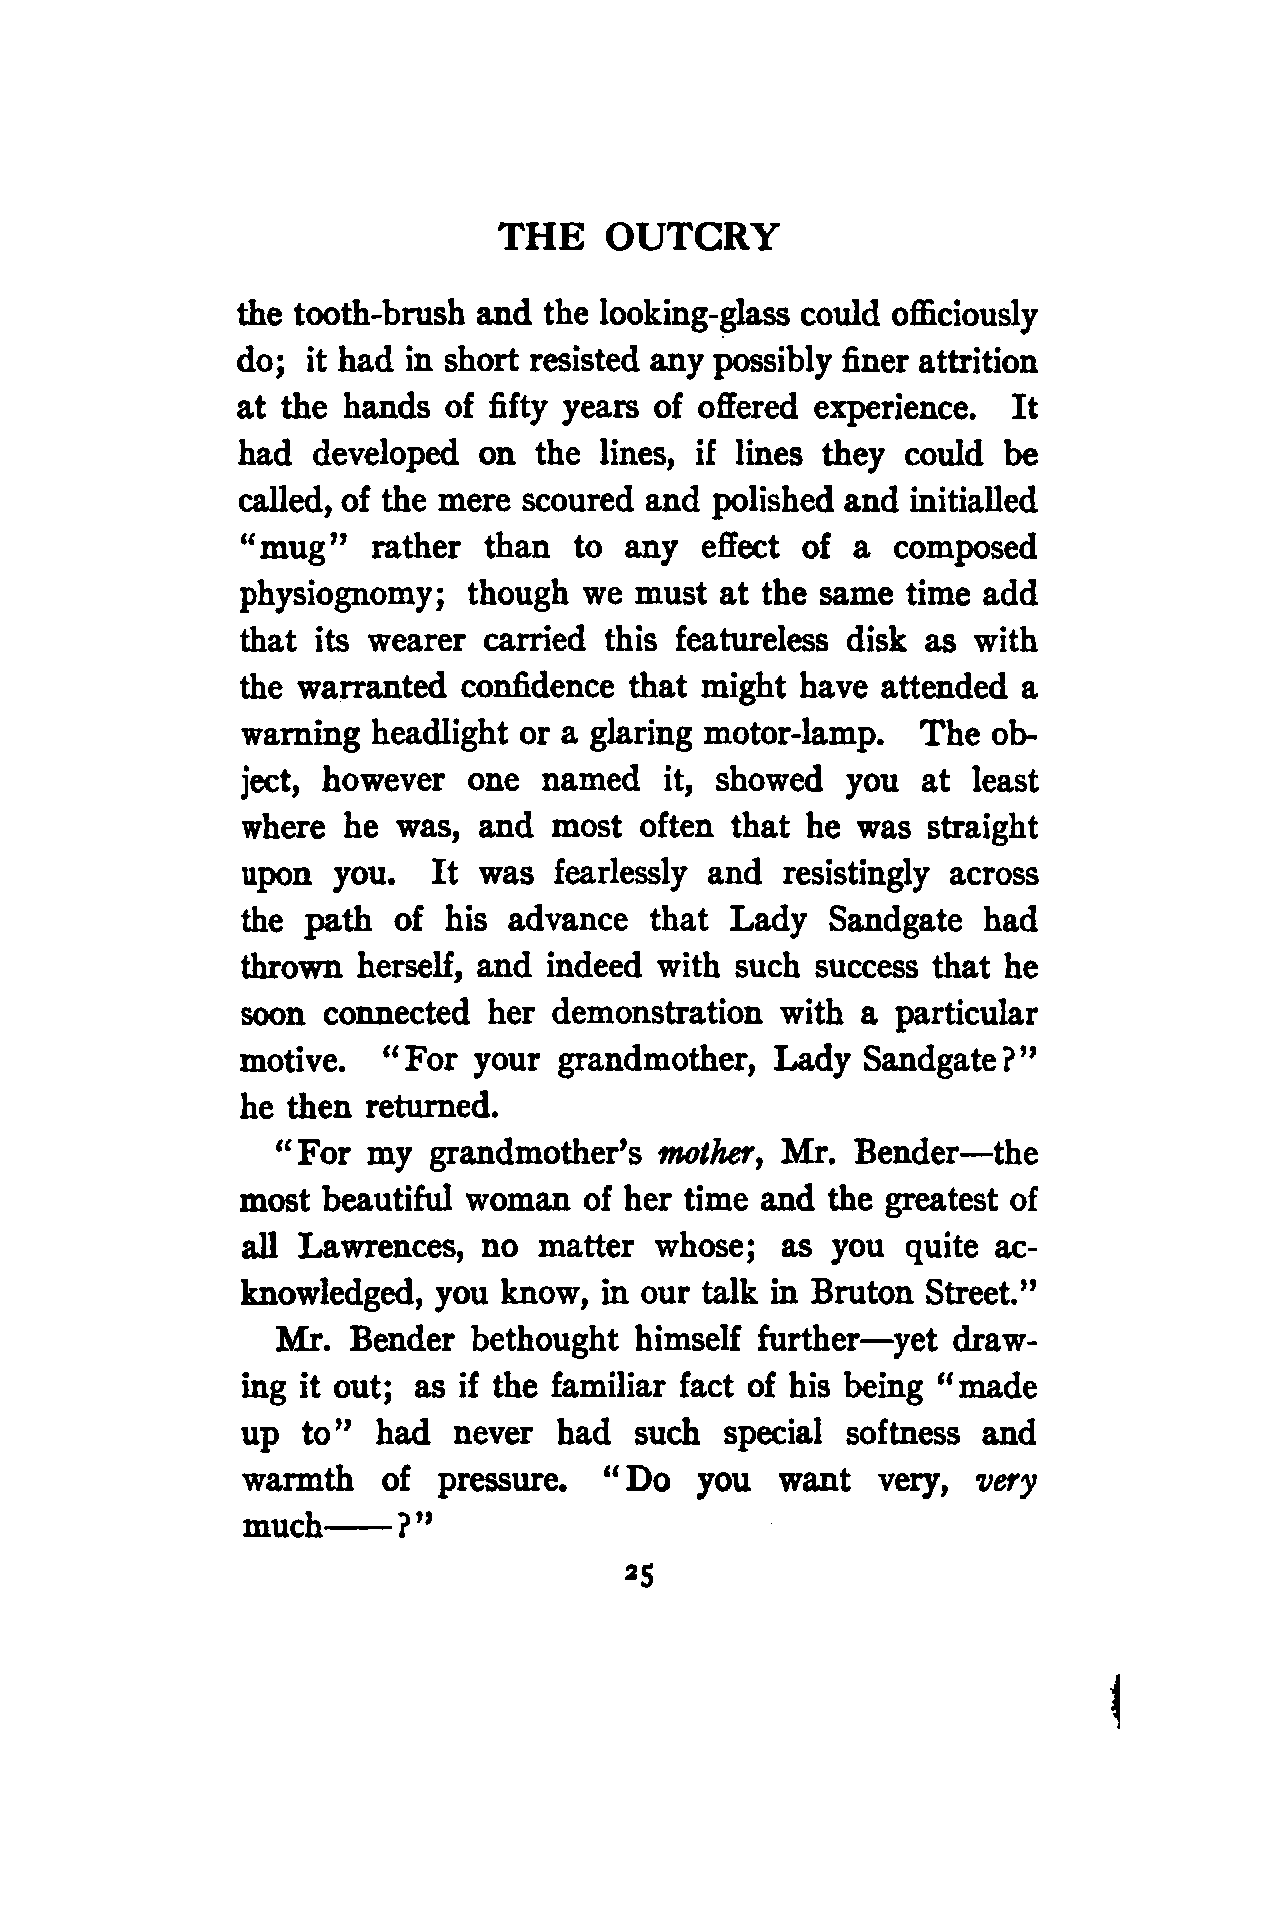 THE OUTCRY
the tooth-brush and the looking-glass could officiously
do; it had in short resisted any possibly finer attrition
at the hands of fifty years of offered experience. It
had developed on the lines, if lines they could be
called, of the mere scoured and polished and initialled
“mug” rather than to any effect of a composed
physiognomy; though we must at the same time add
that its wearer carried this featureless disk as with
the warranted confidence that might have attended a
warning headlight or a glaring motor-lamp. The ob-
ject, however one named it, showed you at least
where he was, and most often that he was straight
upon you. It was fearlessly and resistingly across
the path of his advance that Lady Sandgate had
thrown herself, and indeed with such success that he
soon connected her demonstration with a particular
motive. “For your grandmother, Lady Sandgate?”
he then returned.
“For my grandmother’s mother, Mr. Bender—the
most beautiful woman of her time and the greatest of
all Lawrences, no matter whose; as you quite ac-
knowledged, you know, in our talk in Bruton Street.”
Mr. Bender bethought himself further—yet draw-
ing it out; as if the familiar fact of his being “made
up to” had never had such special softness and
warmth of pressure. “Do you want very, very
much——?”
25